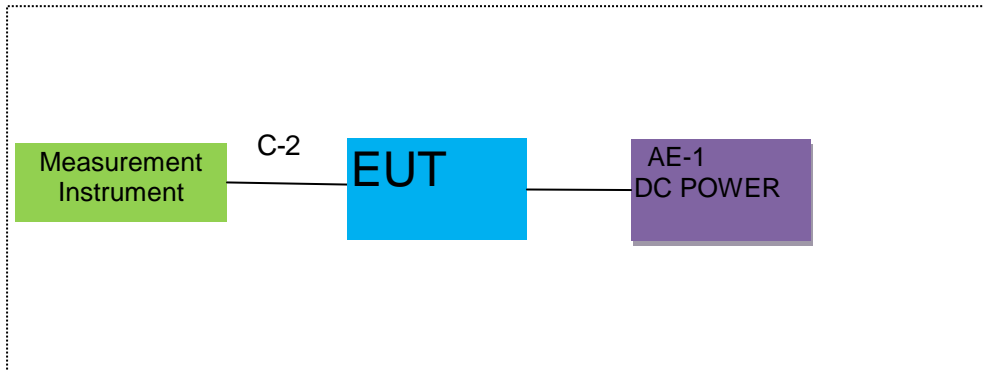 Measurement
Instrument
C-2
EUT
AE-1
DC POWER